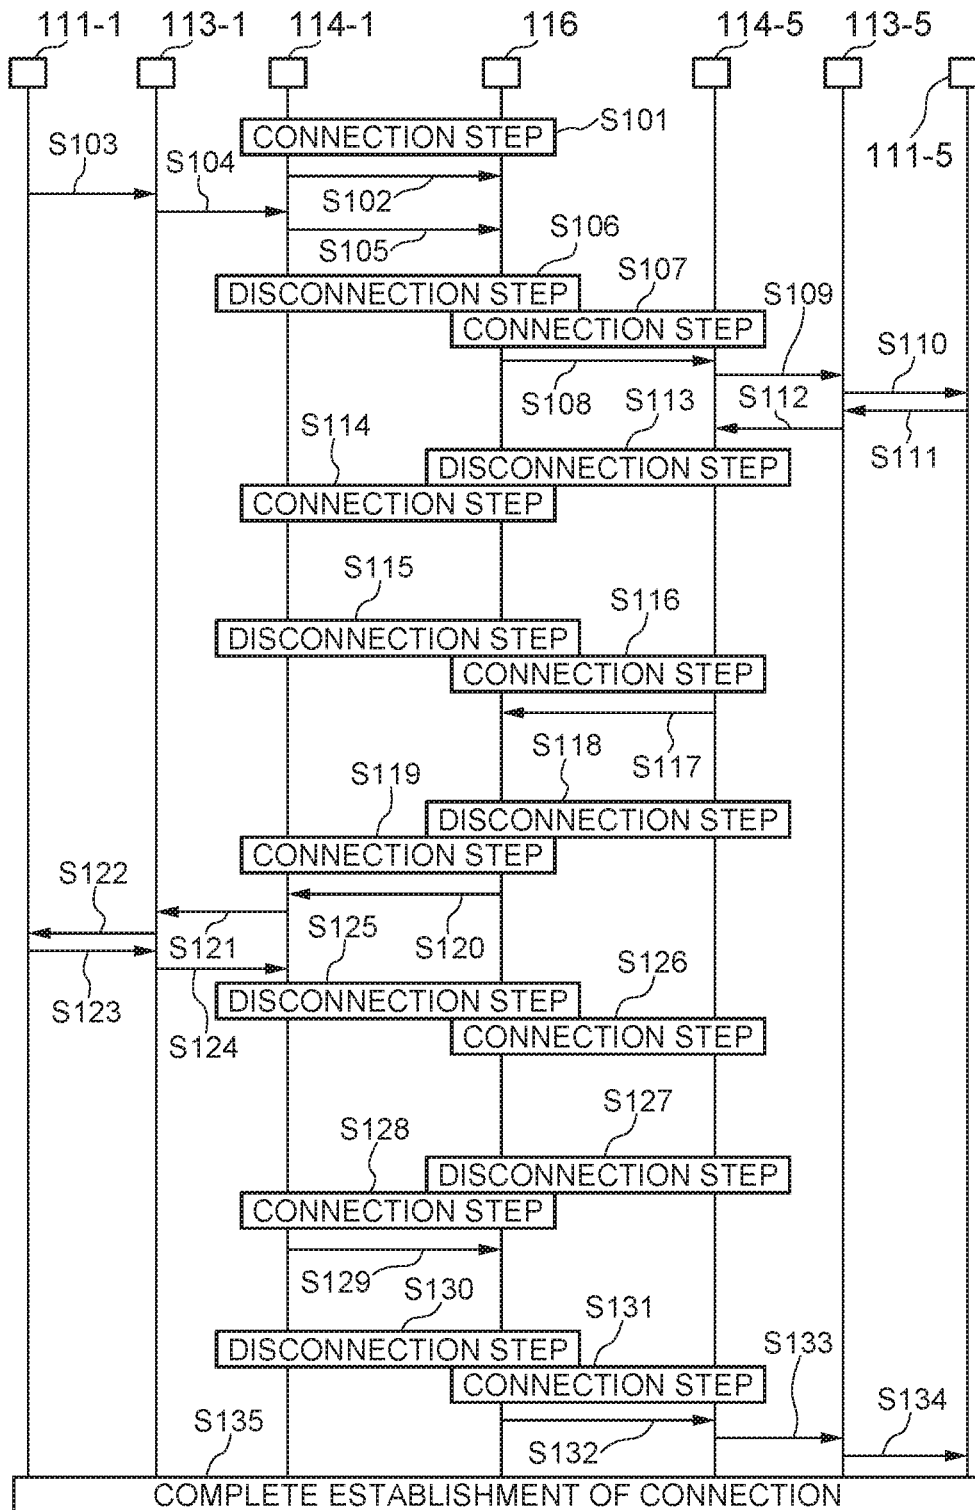 111-1 113-1 114-1 116 114-5 113-5
111-5
CONNECTION STEP S101
S103
S104
S102
S105
S106
DISCONNECTION STEP
S107
CONNECTION STEP
S109
S110
S108
S113
S112
S111
S114
DISCONNECTION STEP
CONNECTION STEP
S115
S116
DISCONNECTION STEP
CONNECTION STEP
S117
S118
S119
DISCONNECTION STEP
CONNECTION STEP
S122
S121
S125
S120
S123
S124
S126
DISCONNECTION STEP
CONNECTION STEP
S127
S128
DISCONNECTION STEP
CONNECTION STEP
S129
S130
S131
DISCONNECTION STEP
CONNECTION STEP
S133
S132
S134
S135
COMPLETE ESTABLISHMENT OF CONNECTION